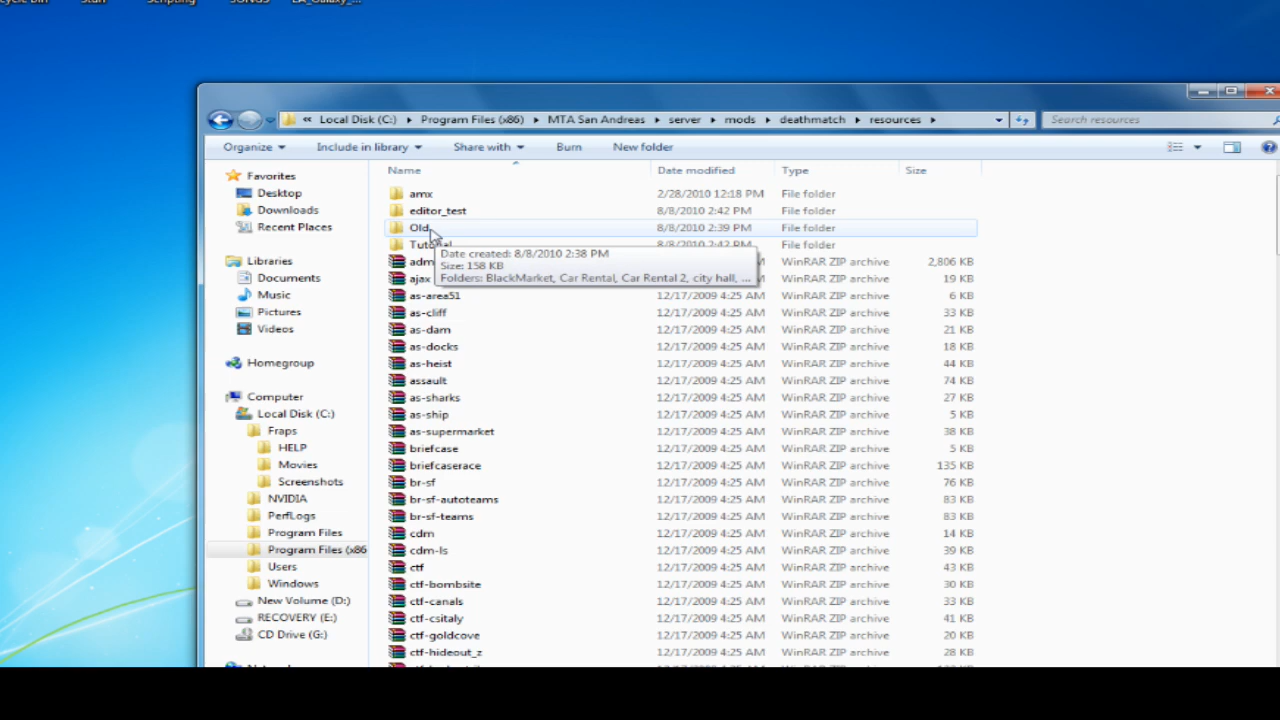 Stuff Scripting SONGS LA_Galaxy_...
Local Disk (C:) Program Files (x86) MTA San Andreas server mods deathmatch resources Search resources
Organize Include in library Share with Burn New folder
Name Date modified Type Size
Favorites
Desktop
Downloads
Recent Places
Libraries
Documents
Music
Pictures
Videos
Homegroup
Computer
Local Disk (C:)
Fraps
HELP
Movies
Screenshots
NVIDIA
PerfLogs
Program Files
Program Files (x86
Users
Windows
New Volume (D:)
RECOVERY (E:)
CD Drive (G:)
amx 2/28/2010 12:18 PM File folder
editor_test 8/8/2010 2:42 PM File folder
Old 8/8/2010 2:39 PM File folder
Tutorial 8/8/2010 2:42 PM File folder
Date created: 8/8/2010 2:38 PM
Size: 158 KB
Folders: BlackMarket, Car Rental, Car Rental 2, city hall, ...
adm WinRAR ZIP archive 2,806 KB
ajax WinRAR ZIP archive 19 KB
as-area51 12/17/2009 4:25 AM WinRAR ZIP archive 6 KB
as-cliff 12/17/2009 4:25 AM WinRAR ZIP archive 33 KB
as-dam 12/17/2009 4:25 AM WinRAR ZIP archive 21 KB
as-docks 12/17/2009 4:25 AM WinRAR ZIP archive 18 KB
as-heist 12/17/2009 4:25 AM WinRAR ZIP archive 44 KB
assault 12/17/2009 4:25 AM WinRAR ZIP archive 74 KB
as-sharks 12/17/2009 4:25 AM WinRAR ZIP archive 27 KB
as-ship 12/17/2009 4:25 AM WinRAR ZIP archive 5 KB
as-supermarket 12/17/2009 4:25 AM WinRAR ZIP archive 38 KB
briefcase 12/17/2009 4:25 AM WinRAR ZIP archive 5 KB
briefcaserace 12/17/2009 4:25 AM WinRAR ZIP archive 135 KB
br-sf 12/17/2009 4:25 AM WinRAR ZIP archive 76 KB
br-sf-autoteams 12/17/2009 4:25 AM WinRAR ZIP archive 83 KB
br-sf-teams 12/17/2009 4:25 AM WinRAR ZIP archive 83 KB
cdm 12/17/2009 4:25 AM WinRAR ZIP archive 14 KB
cdm-ls 12/17/2009 4:25 AM WinRAR ZIP archive 39 KB
ctf 12/17/2009 4:25 AM WinRAR ZIP archive 43 KB
ctf-bombsite 12/17/2009 4:25 AM WinRAR ZIP archive 30 KB
ctf-canals 12/17/2009 4:25 AM WinRAR ZIP archive 33 KB
ctf-csitaly 12/17/2009 4:25 AM WinRAR ZIP archive 41 KB
ctf-goldcove 12/17/2009 4:25 AM WinRAR ZIP archive 20 KB
ctf-hideout_z 12/17/2009 4:25 AM WinRAR ZIP archive 28 KB